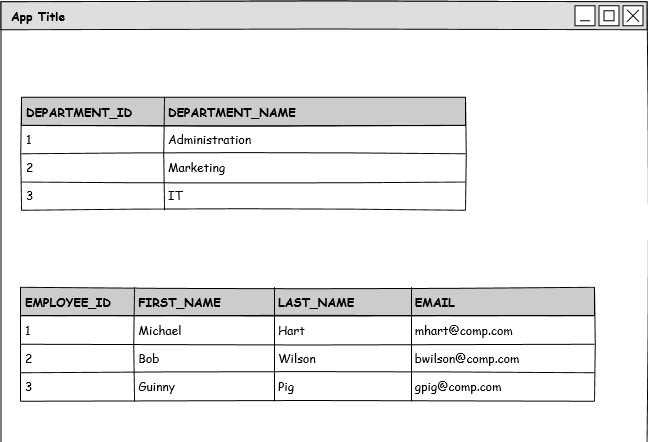 App Title
DEPARTMENT_ID DEPARTMENT_NAME
1 Administration
2 Marketing
3 IT
EMPLOYEE_ID FIRST_NAME LAST_NAME EMAIL
1 Michael Hart mhart@comp.com
2 Bob Wilson bwilson@comp.com
3 Guinny Pig gpig@comp.com